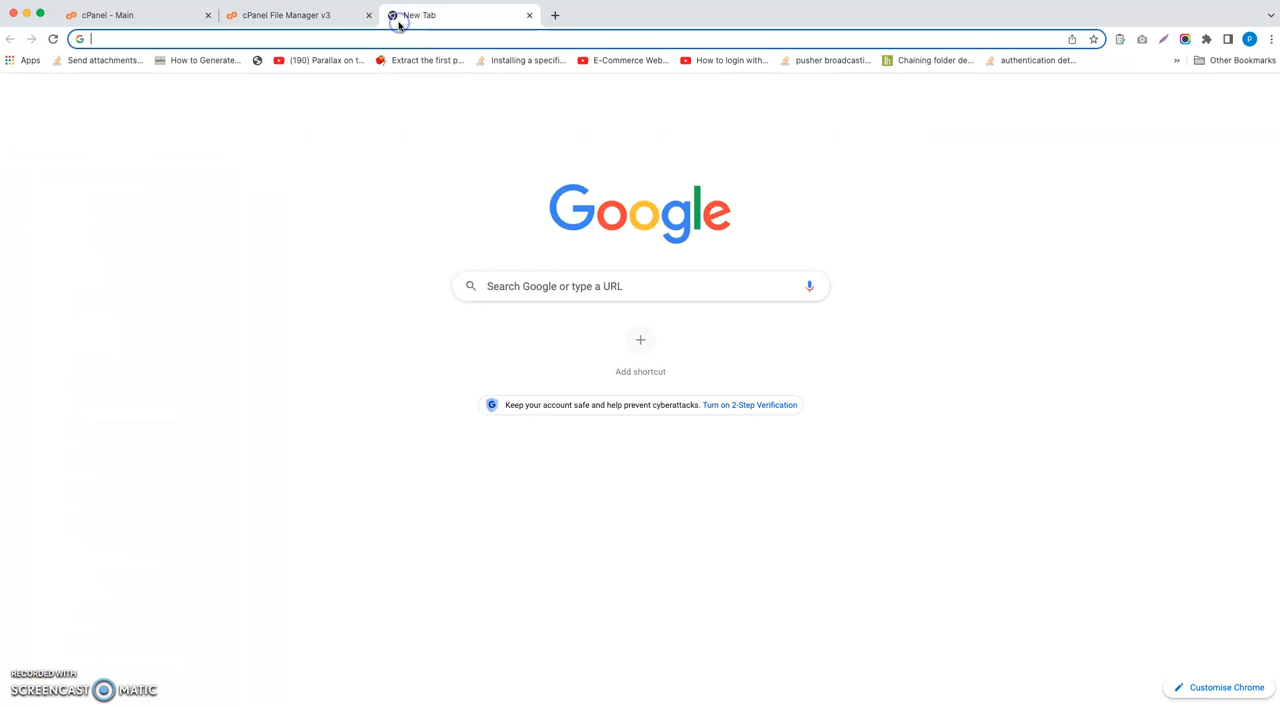 cPanel - Main
cPanel File Manager v3
New Tab
Apps
Send attachments...
How to Generate...
(190) Parallax on t...
Extract the first p...
Installing a specifi...
E-Commerce Web...
How to login with...
pusher broadcasti...
Chaining folder de...
authentication det...
»
Other Bookmarks
Google
Search Google or type a URL
Add shortcut
Keep your account safe and help prevent cyberattacks. Turn on 2-Step Verification
RECORDED WITH
SCREENCAST MATIC
Customise Chrome